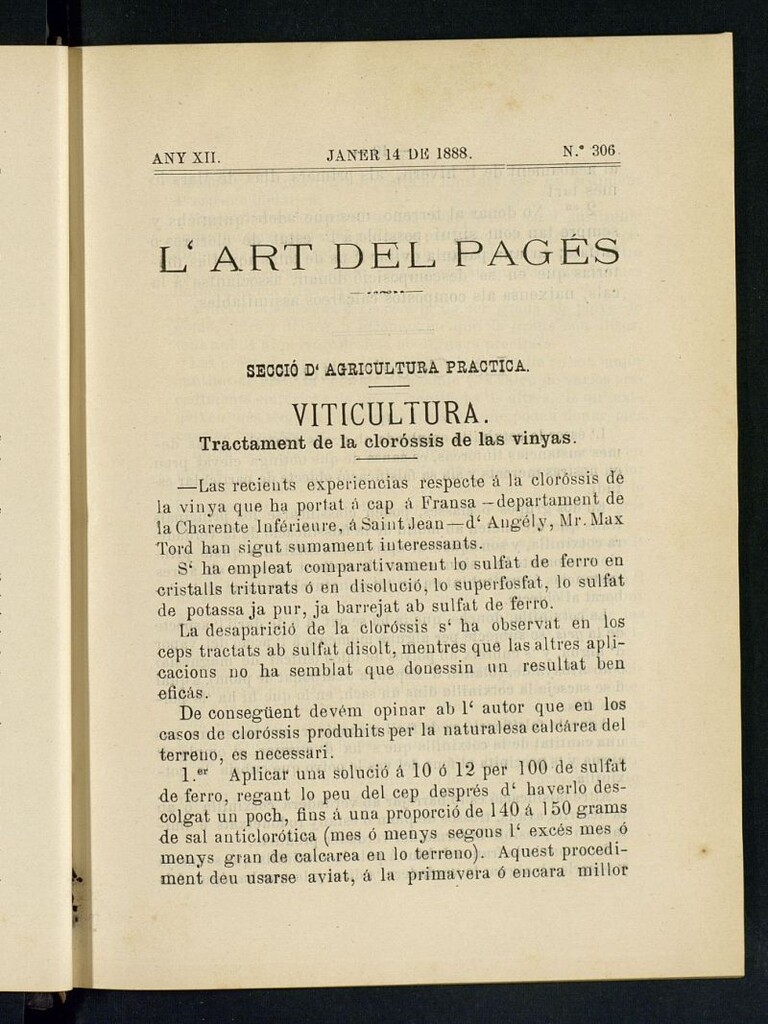 ANY XII. JANER 14 DE 1888. N.° 306.
L‘ ART DEL PAGÉS
SECCIÓ D‘ AGRICULTURA PRACTICA.
VITICULTURA.
Tractament de la cloróssis de las vinyas.
—Las recients experiencias respecte á la cloróssis de
la vinya que ha portat á cap á Fransa—departament de
la Charente Inférieure, á Saint Jean—d‘ Angély, Mr. Max
Tord han sigut sumament interessants.
S‘ ha empleat comparativament lo sulfat de ferro en
cristalls triturats ó en disolució, lo superfosfat, lo sulfat
de potassa ja pur, ja barrejat ab sulfat de ferro.
La desaparició de la cloróssis s‘ ha observat en los
ceps tractats ab sulfat disolt, mentres que las altres apli-
cacions no ha semblat que donessin un resultat ben
eficás.
De consegüent devém opinar ab l‘ autor que en los
casos de cloróssis produhits per la naturalesa calcárea del
terreno, es necessari.
1.er Aplicar una solució á 10 ó 12 per 100 de sulfat
de ferro, regant lo peu del cep després d‘ haverlo des-
colgat un poch, fins á una proporció de 140 á 150 grams
de sal anticlorótica (mes ó menys segons l‘ excés mes ó
menys gran de calcarea en lo terreno). Aquest procedi-
ment deu usarse aviat, á la primavera ó encara millor